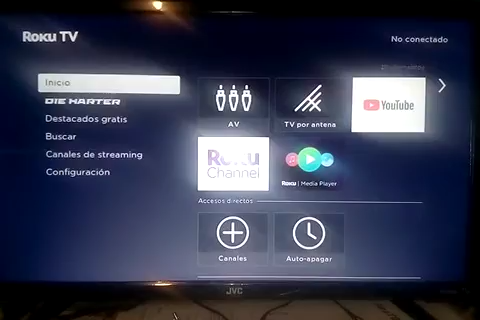 Roku TV
No conectado
Inicio
DIE HARTER
Destacados gratis
Buscar
Canales de streaming
Configuración
AV
TV por antena
YouTube
Roku Channel
Roku | Media Player
Accesos directos
Canales
Auto-apagar
JVC